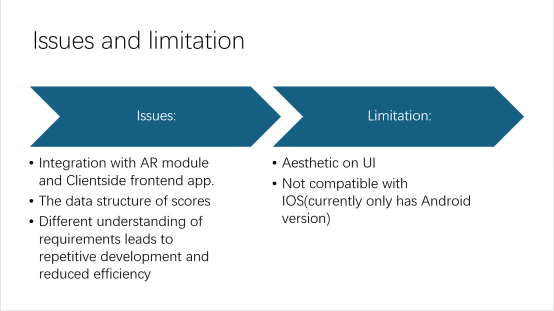 Issues and limitation
Issues:
• Integration with AR module
and Clientside frontend app.
• The data structure of scores
• Different understanding of
requirements leads to
repetitive development and
reduced efficiency
Limitation:
• Aesthetic on UI
• Not compatible with
IOS(currently only has Android
version)